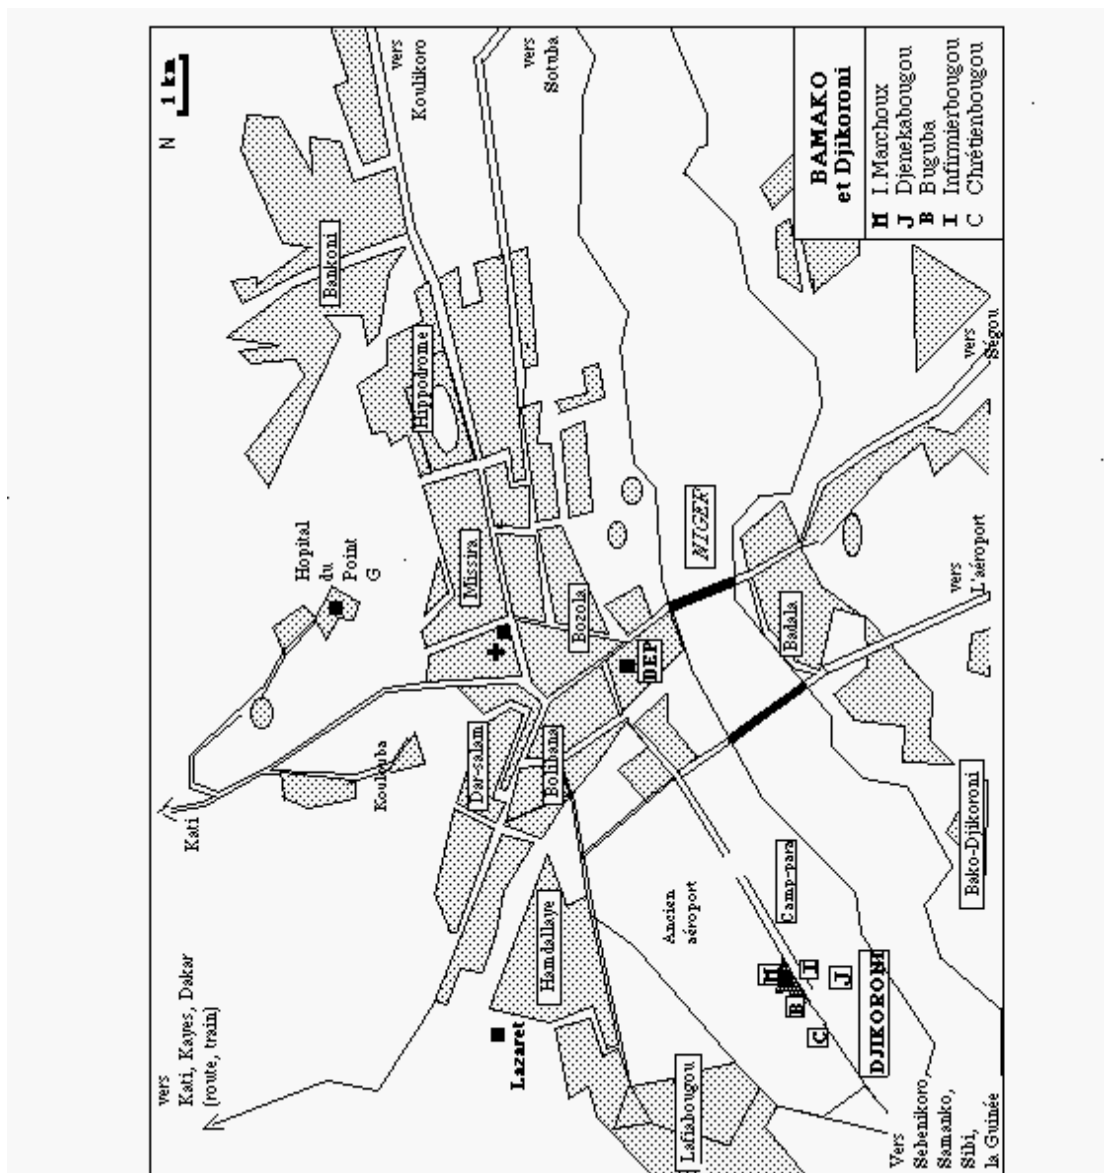 vers
Kati, Kayes, Dakar
(route, train)
Kati
N
1 km
Hopital
du
Point
G
Bankoni
Koulouba
vers
Koulikoro
Hippodrome
Missira
Dar-salam
Lazaret
Hamdallaye
Bolibana
Bozola
vers
Sotuba
DEP
Ancien
aéroport
Lafiabougou
NIGER
Camp-para
Badala
M
I
B
J
C
DJIKORONI
Vers
Sebenikoro,
Samanko,
Sibi,
la Guinée
Bako-Djikoroni
vers
L'aéroport
vers
Ségou
BAMAKO
et Djikoroni
M I.Marchoux
J Djenekabougou
B Buguba
I Infirmierbougou
C Chrétienbougou